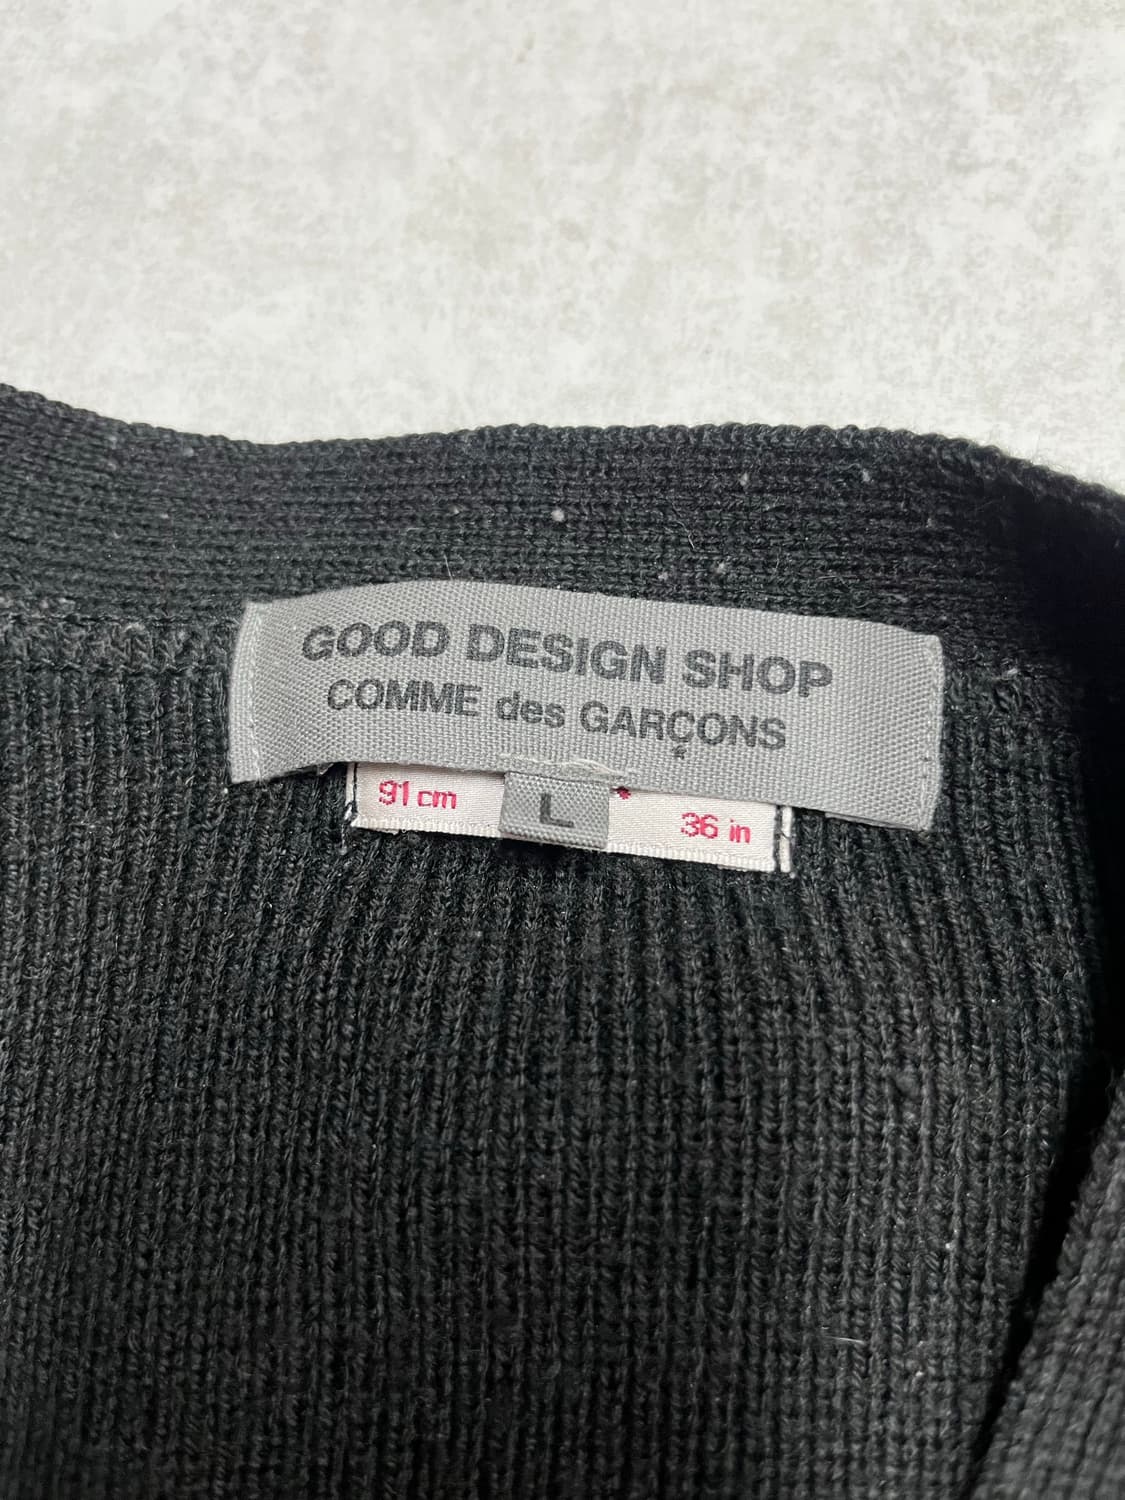 GOOD DESIGN SHOP
COMME des GARÇONS
91 cm L 36 in